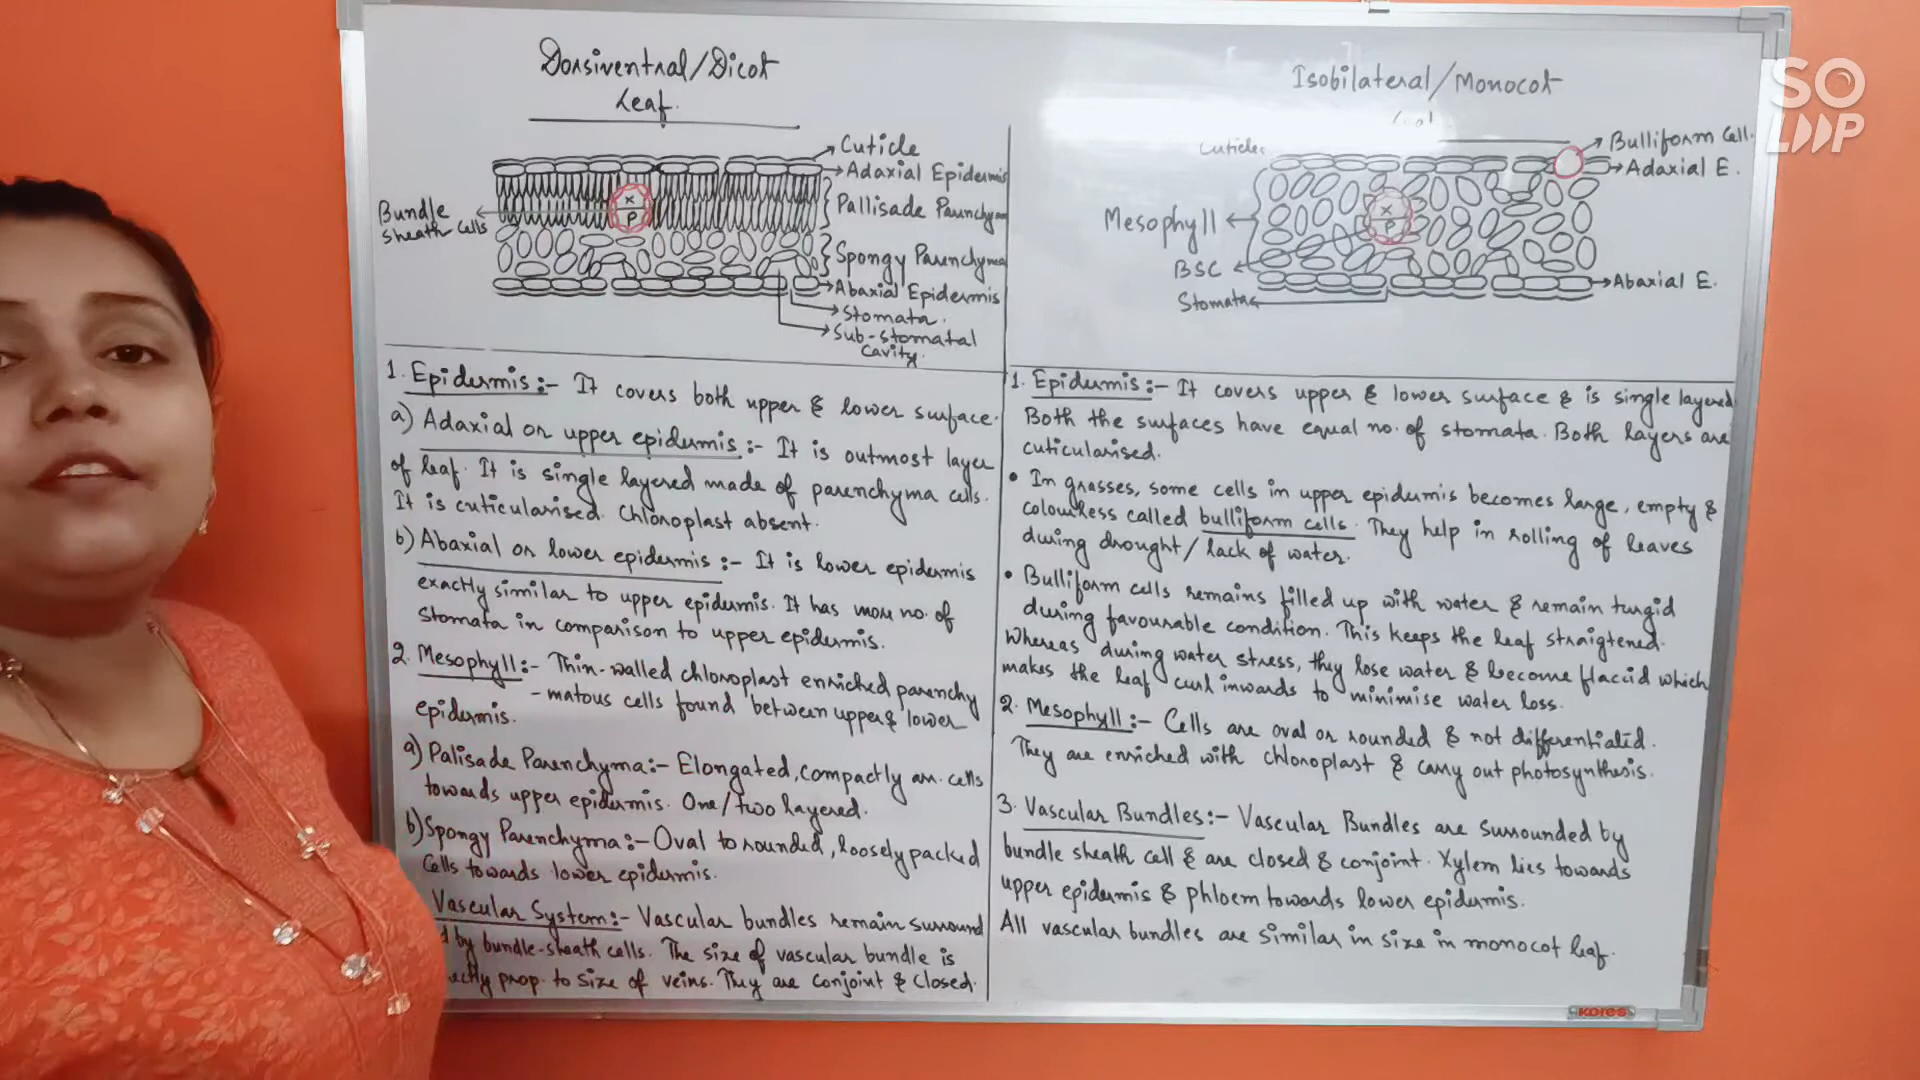 Dorsiventral/Dicot
Leaf.
Cuticle
Adaxial Epidermis
Pallisade Parenchyma
Bundle
Sheath Cells
X
P
Spongy Parenchyma
Abaxial Epidermis
Stomata.
Sub-stomatal
Cavity.
1. Epidermis:- It covers both upper & lower surface.
a) Adaxial or upper epidermis:- It is outmost layer
of leaf. It is single layered made of parenchyma cells.
It is cuticularised. Chloroplast absent.
b) Abaxial or lower epidermis:- It is lower epidermis
exactly similar to upper epidermis. It has more no. of
stomata in comparison to upper epidermis.
2. Mesophyll:- Thin-walled chloroplast enriched parenchy
-matous cells found between upper & lower
epidermis.
a) Palisade Parenchyma:- Elongated, compactly arr. cells
towards upper epidermis. One/two layered.
b) Spongy Parenchyma:- Oval to rounded, loosely packed
cells towards lower epidermis.
Vascular System:- Vascular bundles remain surround
d by bundle-sheath cells. The size of vascular bundle is
prop. to size of veins. They are conjoint & closed.
Isobilateral/Monocot
Cuticle
Bulliform Cell.
Adaxial E.
Mesophyll
X
P
BSC
Stomata
Abaxial E.
1. Epidermis:- It covers upper & lower surface & is single layered
Both the surfaces have equal no. of stomata. Both layers are
cuticularised.
• In grasses, some cells in upper epidermis becomes large, empty &
colourless called bulliform cells. They help in rolling of leaves
during drought/lack of water.
• Bulliform cells remains filled up with water & remain turgid
during favourable condition. This keeps the leaf straigtened.
Whereas during water stress, they lose water & become flaccid which
makes the leaf curl inwards to minimise water loss.
2. Mesophyll:- Cells are oval or rounded & not differentiated.
They are enriched with chloroplast & carry out photosynthesis.
3. Vascular Bundles:- Vascular Bundles are surrounded by
bundle sheath cell & are closed & conjoint. Xylem lies towards
upper epidermis & phloem towards lower epidermis.
All vascular bundles are similar in size in monocot leaf.
KORES
SO
LOOP